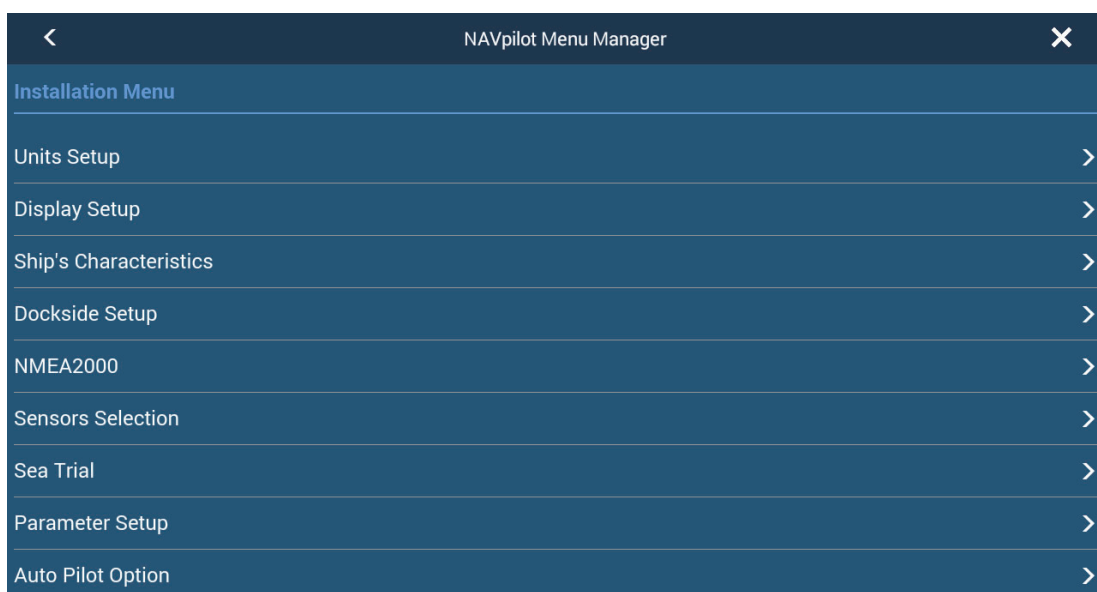 NAVpilot Menu Manager
Installation Menu
Units Setup
Display Setup
Ship's Characteristics
Dockside Setup
NMEA2000
Sensors Selection
Sea Trial
Parameter Setup
Auto Pilot Option